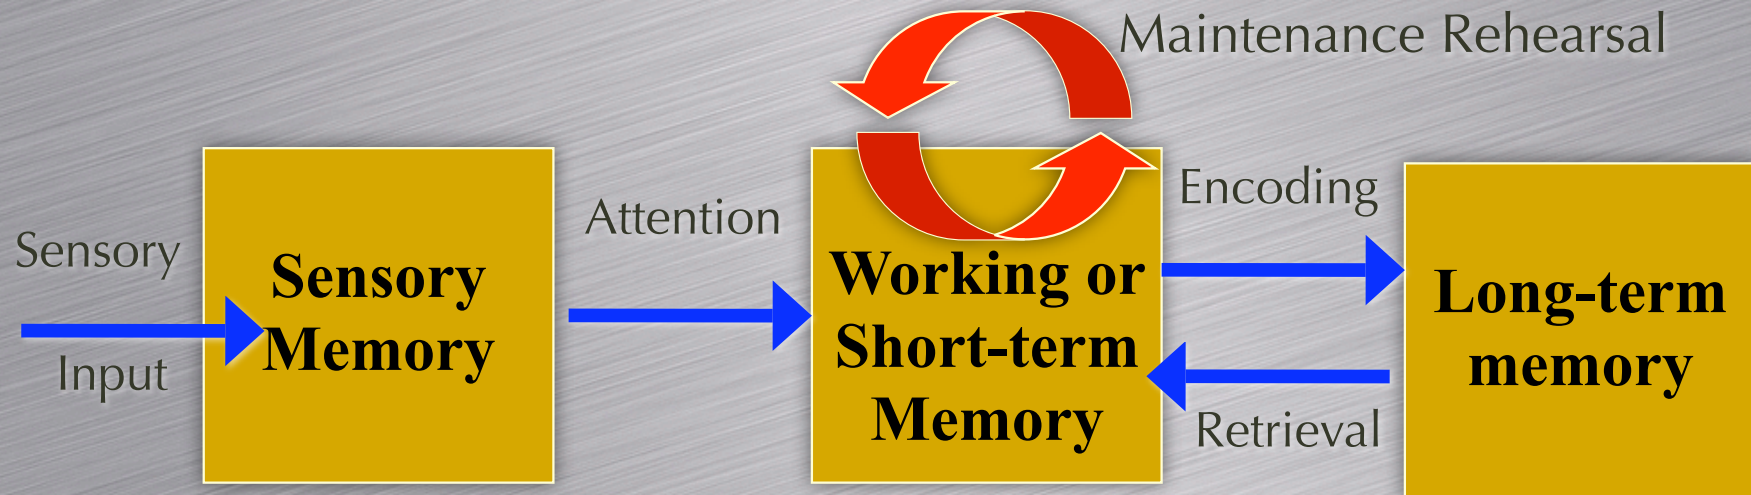 Maintenance Rehearsal
Sensory
Input
Sensory
Memory
Attention
Working or
Short-term
Memory
Encoding
Retrieval
Long-term
memory